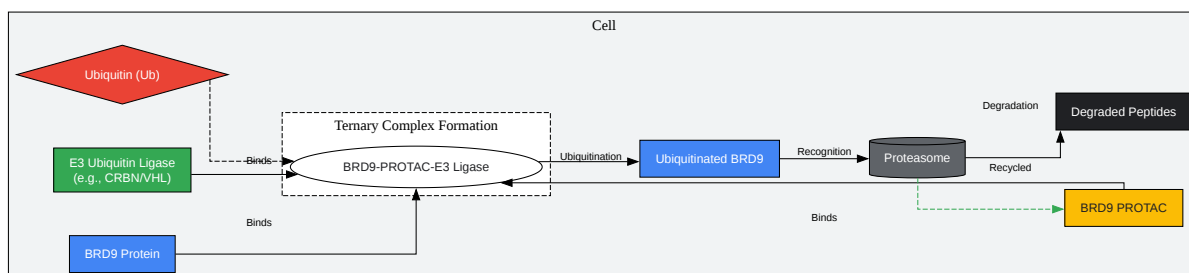 Cell
Ubiquitin (Ub)
Ternary Complex Formation
Degradation
Degraded Peptides
E3 Ubiquitin Ligase
(e.g., CRBN/VHL)
Binds
BRD9-PROTAC-E3 Ligase
Ubiquitination
Ubiquitinated BRD9
Recognition
Proteasome
Recycled
BRD9 PROTAC
Binds
Binds
BRD9 Protein